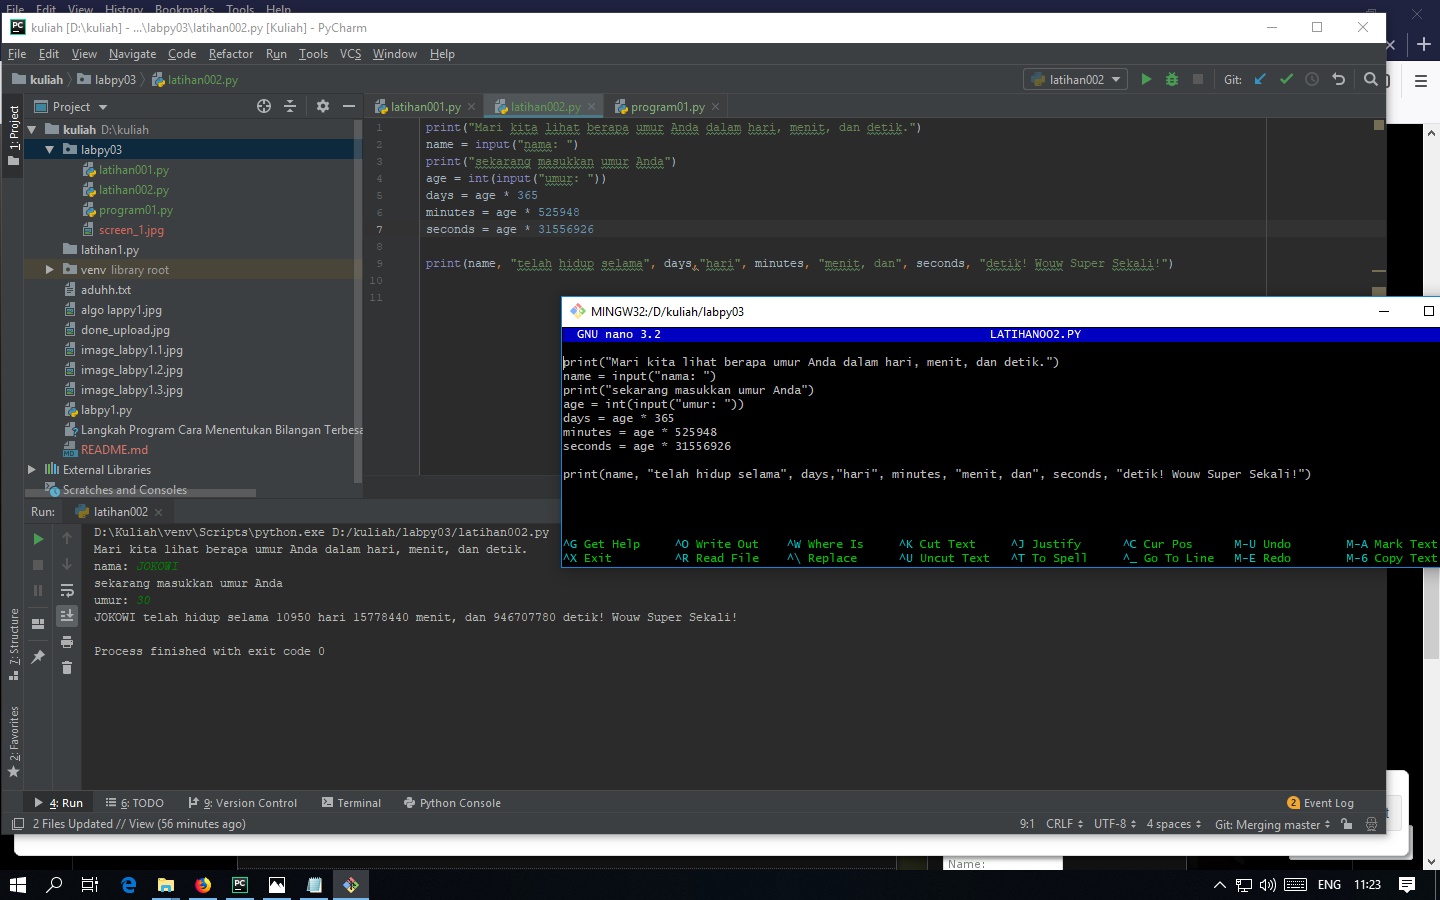 File Edit View History Bookmarks Tools Help
kuliah [D:\kuliah] - ...\labpy03\latihan002.py [Kuliah] - PyCharm
File Edit View Navigate Code Refactor Run Tools VCS Window Help
kuliah labpy03 latihan002.py
latihan002 Git:
Project
latihan001.py latihan002.py program01.py
1: Project
kuliah D:\kuliah
labpy03
latihan001.py
latihan002.py
program01.py
screen_1.jpg
latihan1.py
venv library root
aduhh.txt
algo lappy1.jpg
done_upload.jpg
image_labpy1.1.jpg
image_labpy1.2.jpg
image_labpy1.3.jpg
labpy1.py
Langkah Program Cara Menentukan Bilangan Terbesa
README.md
External Libraries
Scratches and Consoles
1 print("Mari kita lihat berapa umur Anda dalam hari, menit, dan detik.")
2 name = input("nama: ")
3 print("sekarang masukkan umur Anda")
4 age = int(input("umur: "))
5 days = age * 365
6 minutes = age * 525948
7 seconds = age * 31556926
8
9 print(name, "telah hidup selama", days,"hari", minutes, "menit, dan", seconds, "detik! Wouw Super Sekali!")
10
11
MINGW32:/D/kuliah/labpy03
GNU nano 3.2 LATIHAN002.PY
print("Mari kita lihat berapa umur Anda dalam hari, menit, dan detik.")
name = input("nama: ")
print("sekarang masukkan umur Anda")
age = int(input("umur: "))
days = age * 365
minutes = age * 525948
seconds = age * 31556926
print(name, "telah hidup selama", days,"hari", minutes, "menit, dan", seconds, "detik! Wouw Super Sekali!")
^G Get Help ^O Write Out ^W Where Is ^K Cut Text ^J Justify ^C Cur Pos M-U Undo M-A Mark Text
^X Exit ^R Read File ^\ Replace ^U Uncut Text ^T To Spell ^_ Go To Line M-E Redo M-6 Copy Text
Run: latihan002
D:\Kuliah\venv\Scripts\python.exe D:/kuliah/labpy03/latihan002.py
Mari kita lihat berapa umur Anda dalam hari, menit, dan detik.
nama: JOKOWI
sekarang masukkan umur Anda
umur: 30
JOKOWI telah hidup selama 10950 hari 15778440 menit, dan 946707780 detik! Wouw Super Sekali!
Process finished with exit code 0
7: Structure
2: Favorites
4: Run 6: TODO 9: Version Control Terminal Python Console 2 Event Log
2 Files Updated // View (56 minutes ago) 9:1 CRLF UTF-8 4 spaces Git: Merging master
Name:
ENG 11:23